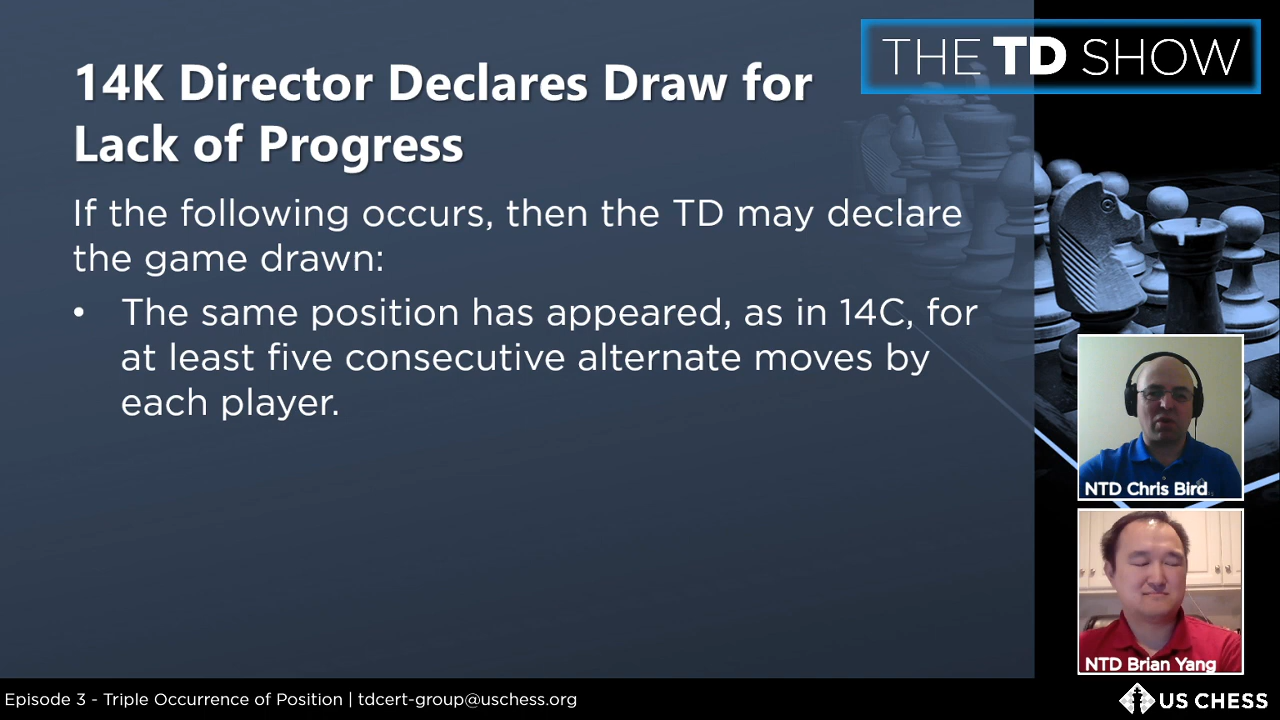 THE TD SHOW
14K Director Declares Draw for
Lack of Progress
If the following occurs, then the TD may declare
the game drawn:
• The same position has appeared, as in 14C, for
at least five consecutive alternate moves by
each player.
NTD Chris Bird
NTD Brian Yang
Episode 3 - Triple Occurrence of Position | tdcert-group@uschess.org
US CHESS